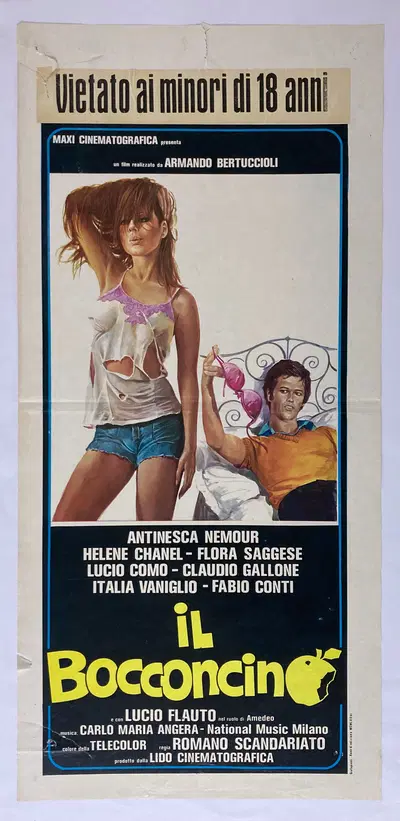 Vietato ai minori di 18 anni
MAXI CINEMATOGRAFICA presenta
un film realizzato da ARMANDO BERTUCCIOLI
ANTINESCA NEMOUR
HELENE CHANEL - FLORA SAGGESE
LUCIO COMO - CLAUDIO GALLONE
ITALIA VANIGLIO - FABIO CONTI
iL
BOCCONCINO
e con LUCIO FLAUTO nel ruolo di Amedeo
musica CARLO MARIA ANGERA - National Music Milano
colore della TELECOLOR regia ROMANO SCANDARIATO
prodotto dalla LIDO CINEMATOGRAFICA